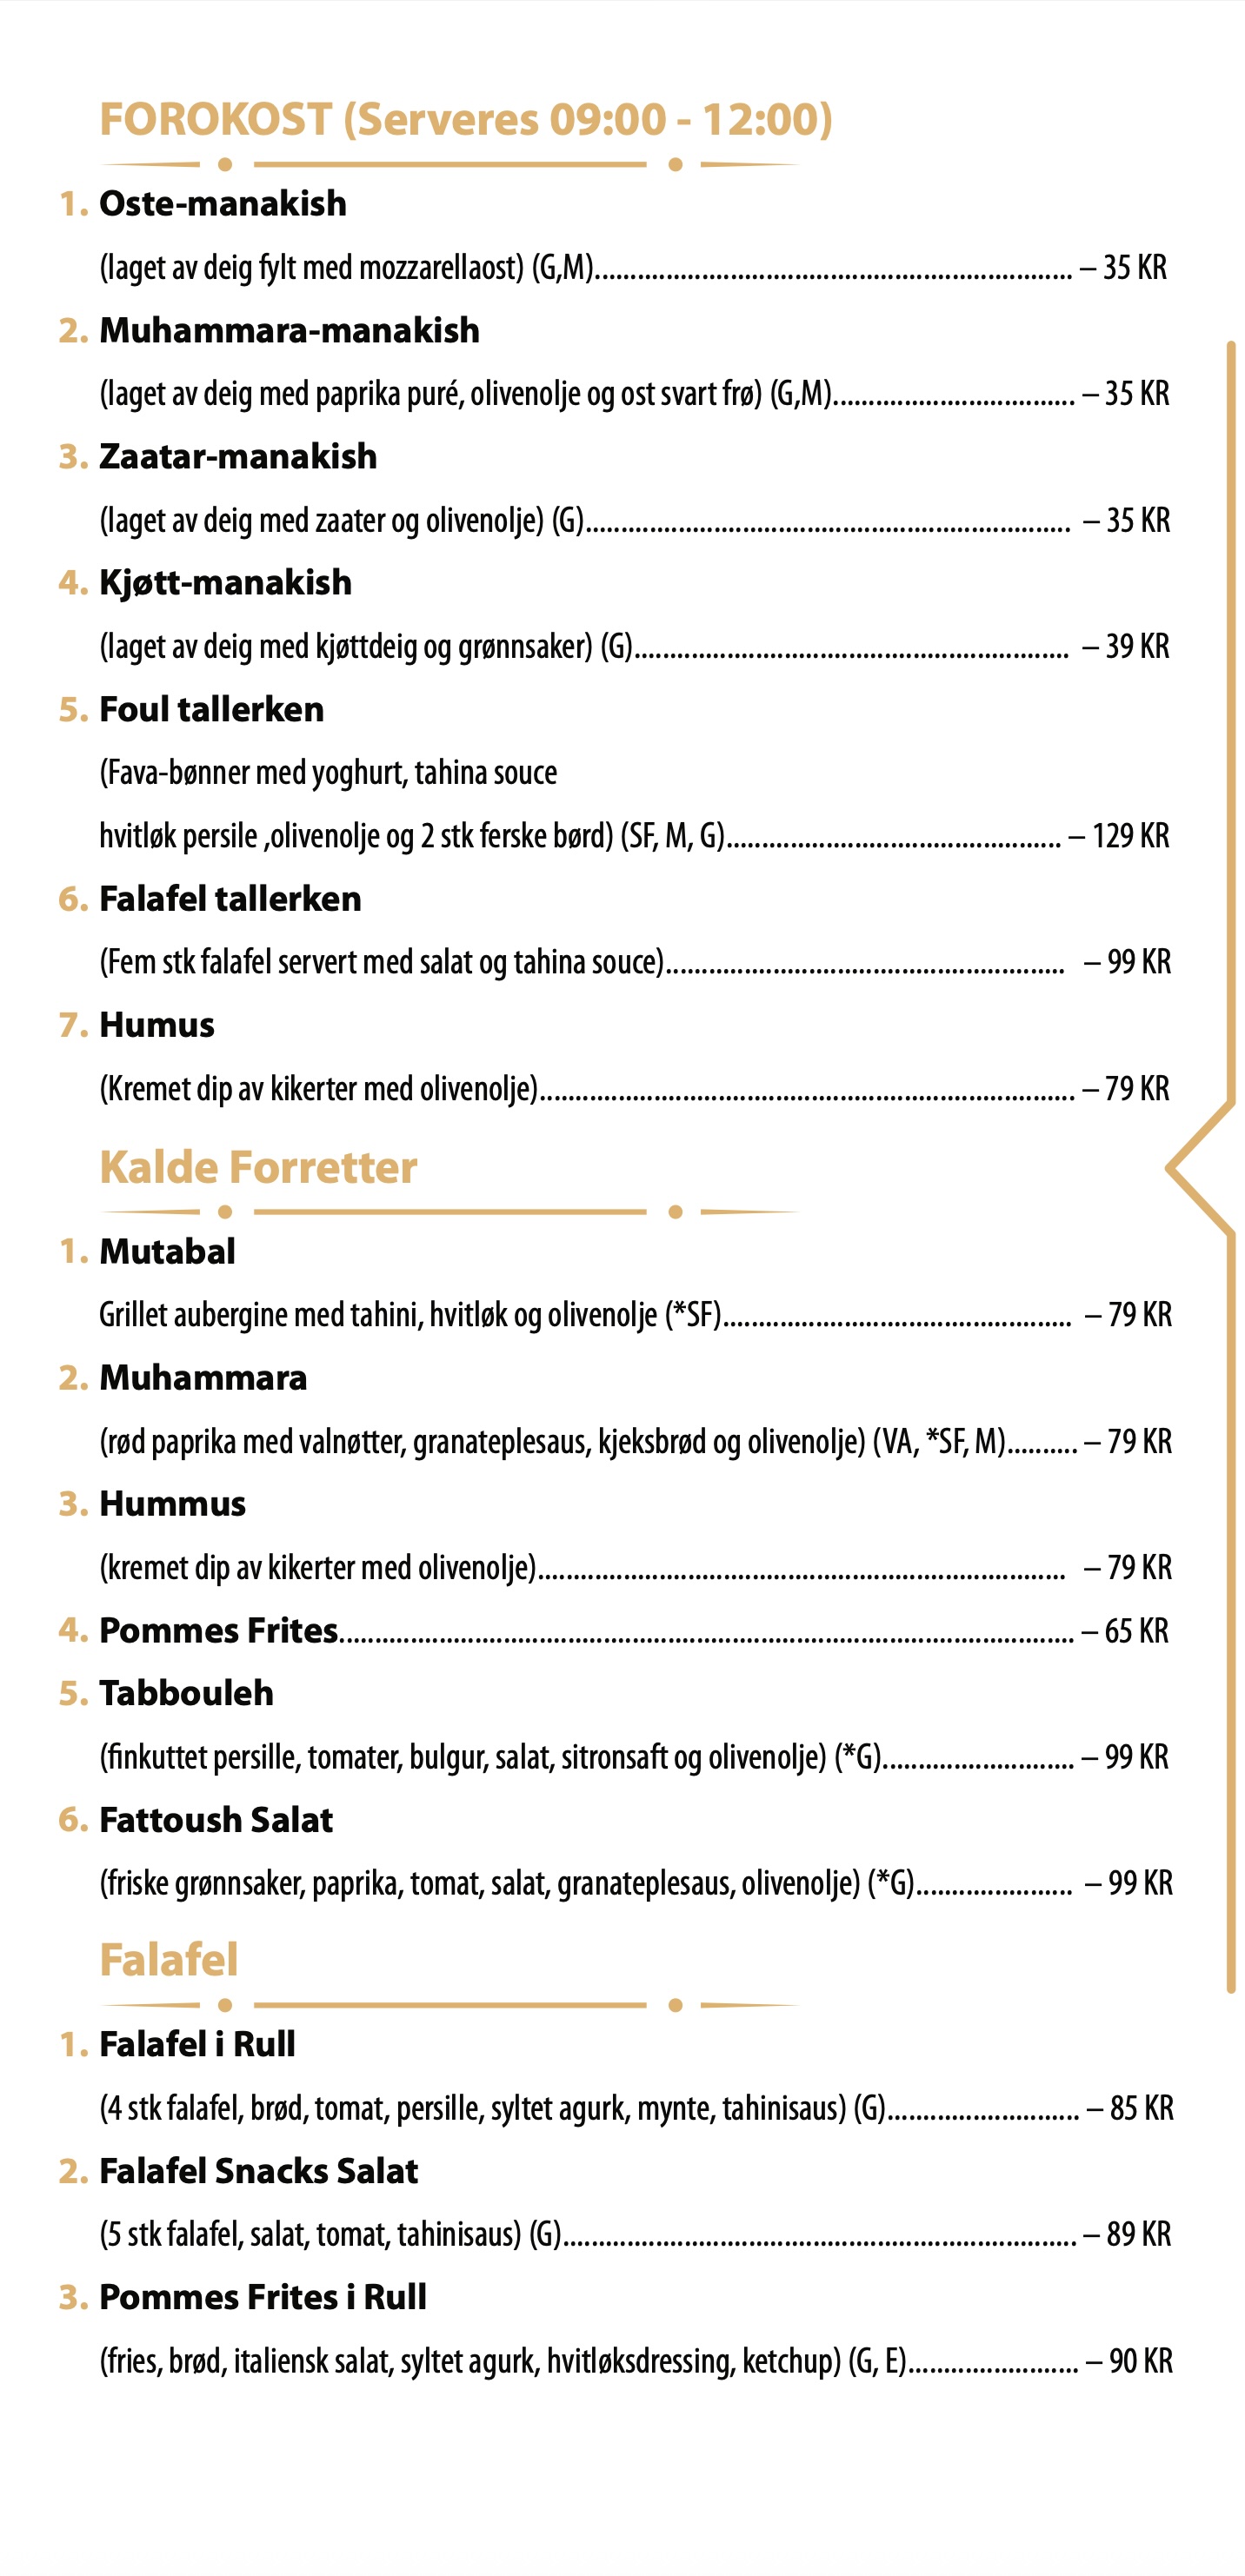 FOROKOST (Serveres 09:00 - 12:00)
1. Oste-manakish
(laget av deig fylt med mozzarellaost) (G,M).................................................................. – 35 KR
2. Muhammara-manakish
(laget av deig med paprika puré, olivenolje og ost svart frø) (G,M).................................. – 35 KR
3. Zaatar-manakish
(laget av deig med zaater og olivenolje) (G).................................................................... – 35 KR
4. Kjøtt-manakish
(laget av deig med kjøttdeig og grønnsaker) (G)............................................................. – 39 KR
5. Foul tallerken
(Fava-bønner med yoghurt, tahina souce
hvitløk persile ,olivenolje og 2 stk ferske børd) (SF, M, G)............................................... – 129 KR
6. Falafel tallerken
(Fem stk falafel servert med salat og tahina souce)........................................................ – 99 KR
7. Humus
(Kremet dip av kikerter med olivenolje)........................................................................... – 79 KR
Kalde Forretter
1. Mutabal
Grillet aubergine med tahini, hvitløk og olivenolje (*SF)................................................. – 79 KR
2. Muhammara
(rød paprika med valnøtter, granateplesaus, kjeksbrød og olivenolje) (VA, *SF, M).......... – 79 KR
3. Hummus
(kremet dip av kikerter med olivenolje).......................................................................... – 79 KR
4. Pommes Frites....................................................................................................... – 65 KR
5. Tabbouleh
(finkuttet persille, tomater, bulgur, salat, sitronsaft og olivenolje) (*G)........................... – 99 KR
6. Fattoush Salat
(friske grønnsaker, paprika, tomat, salat, granateplesaus, olivenolje) (*G)...................... – 99 KR
Falafel
1. Falafel i Rull
(4 stk falafel, brød, tomat, persille, syltet agurk, mynte, tahinisaus) (G)........................... – 85 KR
2. Falafel Snacks Salat
(5 stk falafel, salat, tomat, tahinisaus) (G)........................................................................ – 89 KR
3. Pommes Frites i Rull
(fries, brød, italiensk salat, syltet agurk, hvitløksdressing, ketchup) (G, E)........................ – 90 KR